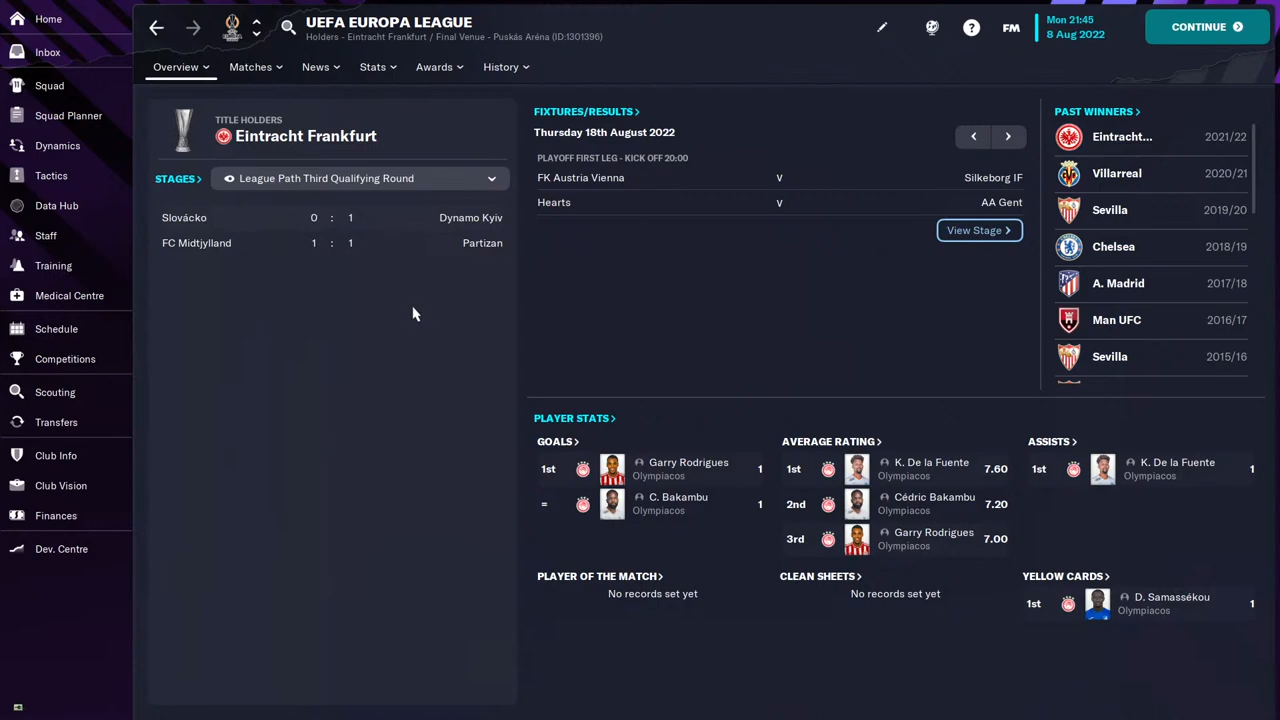 Home
Inbox
Squad
Squad Planner
Dynamics
Tactics
Data Hub
Staff
Training
Medical Centre
Schedule
Competitions
Scouting
Transfers
Club Info
Club Vision
Finances
Dev. Centre
UEFA EUROPA LEAGUE
Holders - Eintracht Frankfurt / Final Venue - Puskás Aréna (ID:1301396)
FM
Mon 21:45
8 Aug 2022
CONTINUE
Overview
Matches
News
Stats
Awards
History
TITLE HOLDERS
Eintracht Frankfurt
STAGES
League Path Third Qualifying Round
Slovácko 0 : 1 Dynamo Kyiv
FC Midtjylland 1 : 1 Partizan
FIXTURES/RESULTS
Thursday 18th August 2022
PLAYOFF FIRST LEG - KICK OFF 20:00
FK Austria Vienna V Silkeborg IF
Hearts V AA Gent
View Stage
PAST WINNERS
Eintracht... 2021/22
Villarreal 2020/21
Sevilla 2019/20
Chelsea 2018/19
A. Madrid 2017/18
Man UFC 2016/17
Sevilla 2015/16
PLAYER STATS
GOALS
1st Garry Rodrigues 1
Olympiacos
= C. Bakambu 1
Olympiacos
AVERAGE RATING
1st K. De la Fuente 7.60
Olympiacos
2nd Cédric Bakambu 7.20
Olympiacos
3rd Garry Rodrigues 7.00
Olympiacos
ASSISTS
1st K. De la Fuente 1
Olympiacos
PLAYER OF THE MATCH
No records set yet
CLEAN SHEETS
No records set yet
YELLOW CARDS
1st D. Samassékou 1
Olympiacos